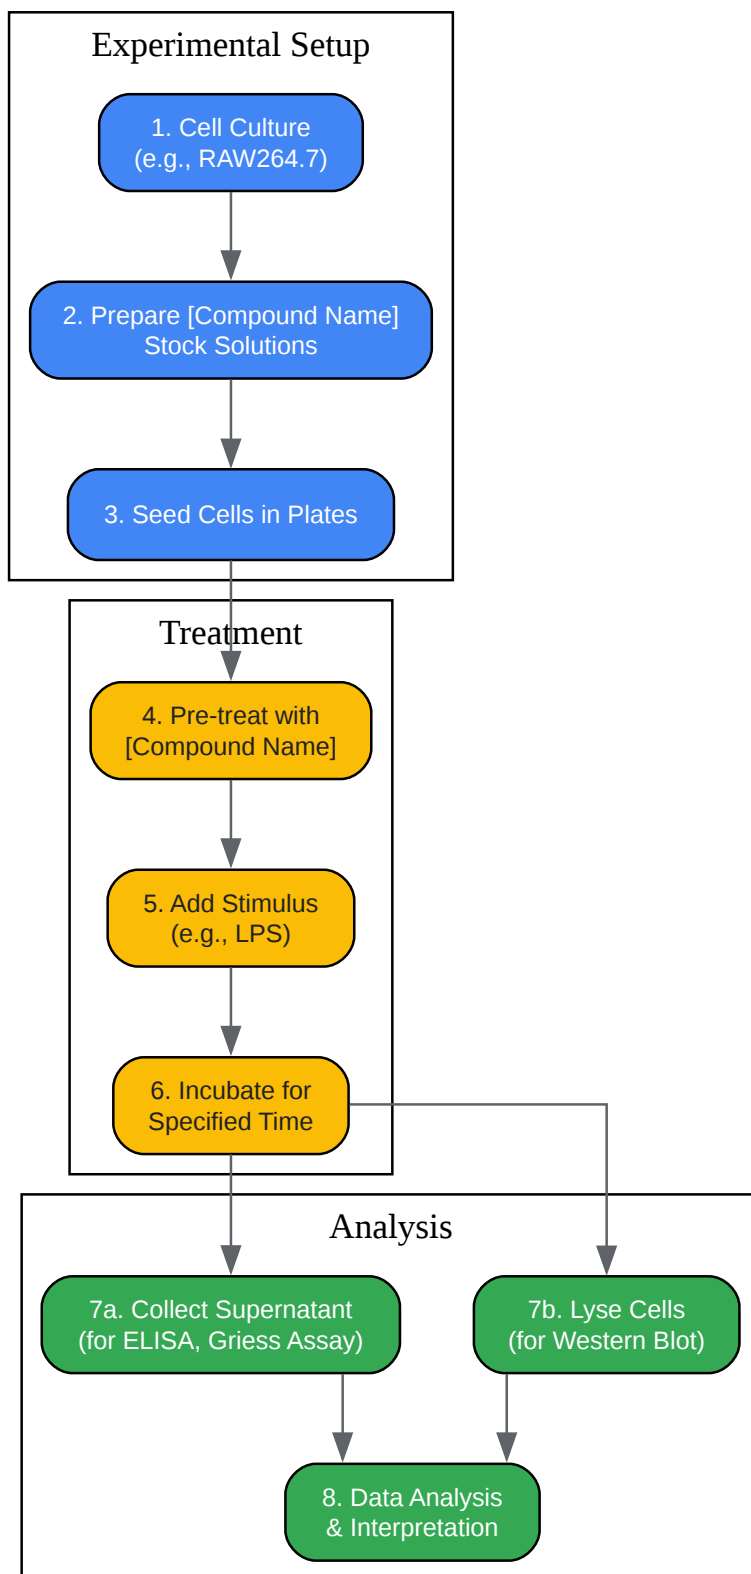 Experimental Setup
1. Cell Culture
(e.g., RAW264.7)
2. Prepare [Compound Name]
Stock Solutions
3. Seed Cells in Plates
Treatment
4. Pre-treat with
[Compound Name]
5. Add Stimulus
(e.g., LPS)
6. Incubate for
Specified Time
Analysis
7a. Collect Supernatant
(for ELISA, Griess Assay)
7b. Lyse Cells
(for Western Blot)
8. Data Analysis
& Interpretation